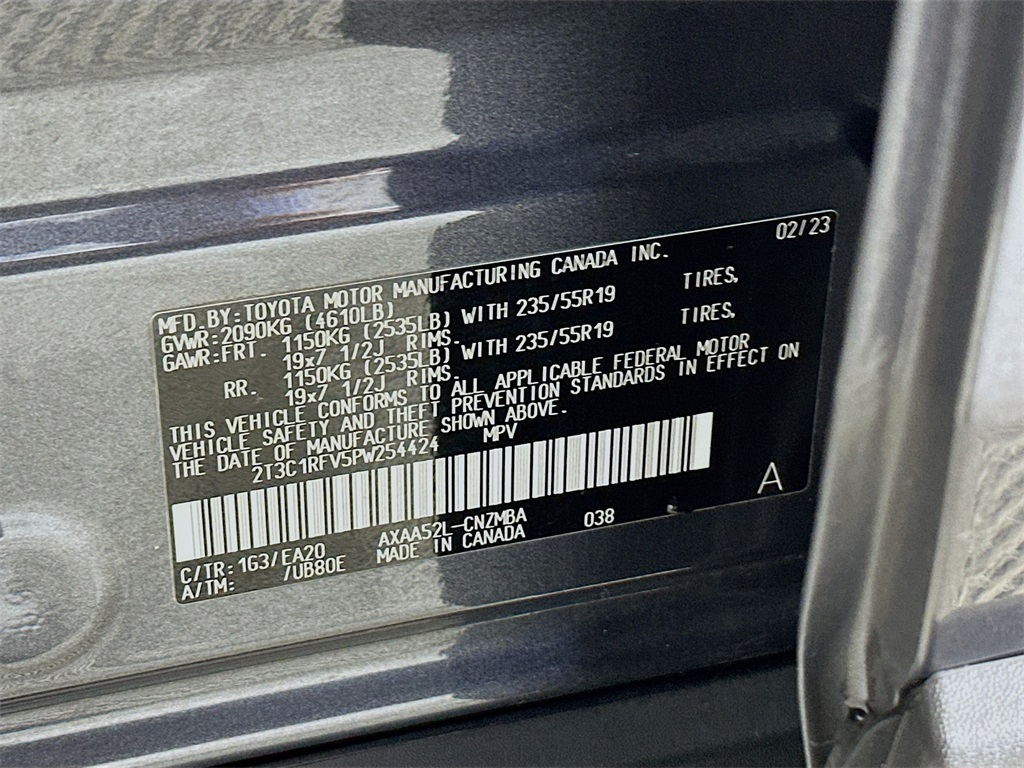 02/23
MFD. BY: TOYOTA MOTOR MANUFACTURING CANADA INC.
GVWR: 2090KG (4610LB)
GAWR: FRT. 1150KG (2535LB) WITH 235/55R19 TIRES,
19x7 1/2J RIMS.
RR. 1150KG (2535LB) WITH 235/55R19 TIRES,
19x7 1/2J RIMS.
THIS VEHICLE CONFORMS TO ALL APPLICABLE FEDERAL MOTOR
VEHICLE SAFETY AND THEFT PREVENTION STANDARDS IN EFFECT ON
THE DATE OF MANUFACTURE SHOWN ABOVE.
2T3C1RFV5PW254424 MPV
A
AXAA52L-CNZMBA 038
C/TR: 1G3/EA20 MADE IN CANADA
A/TM: /UB80E